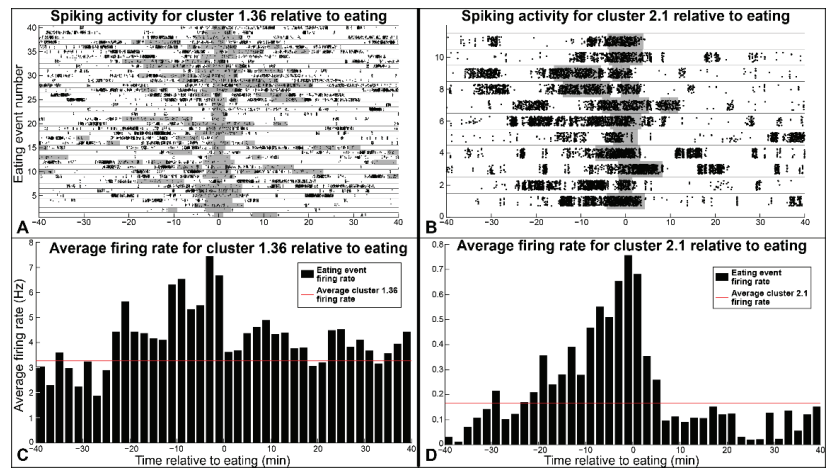 Spiking activity for cluster 1.36 relative to eating
40
35
30
25
20
15
10
5
Eating event number
A
−40 −30 −20 −10 0 10 20 30 40
Spiking activity for cluster 2.1 relative to eating
10
8
6
4
2
0
B
−40 −30 −20 −10 0 10 20 30 40
Average firing rate for cluster 1.36 relative to eating
8
7
6
5
4
3
2
1
0
Average firing rate (Hz)
Eating event
firing rate
Average cluster 1.36
firing rate
C
−40 −30 −20 −10 0 10 20 30 40
Time relative to eating (min)
Average firing rate for cluster 2.1 relative to eating
0.8
0.7
0.6
0.5
0.4
0.3
0.2
0.1
0
Eating event
firing rate
Average cluster 2.1
firing rate
D
−40 −30 −20 −10 0 10 20 30 40
Time relative to eating (min)